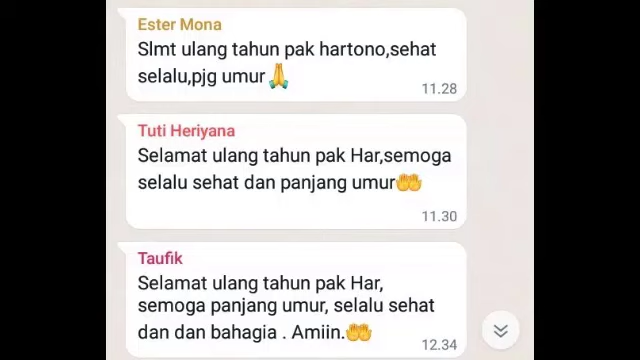 Ester Mona
Slmt ulang tahun pak hartono,sehat
selalu,pjg umur🙏
11.28
Tuti Heriyana
Selamat ulang tahun pak Har,semoga
selalu sehat dan panjang umur🤲
11.30
Taufik
Selamat ulang tahun pak Har,
semoga panjang umur, selalu sehat
dan dan bahagia . Amiin.🤲
12.34